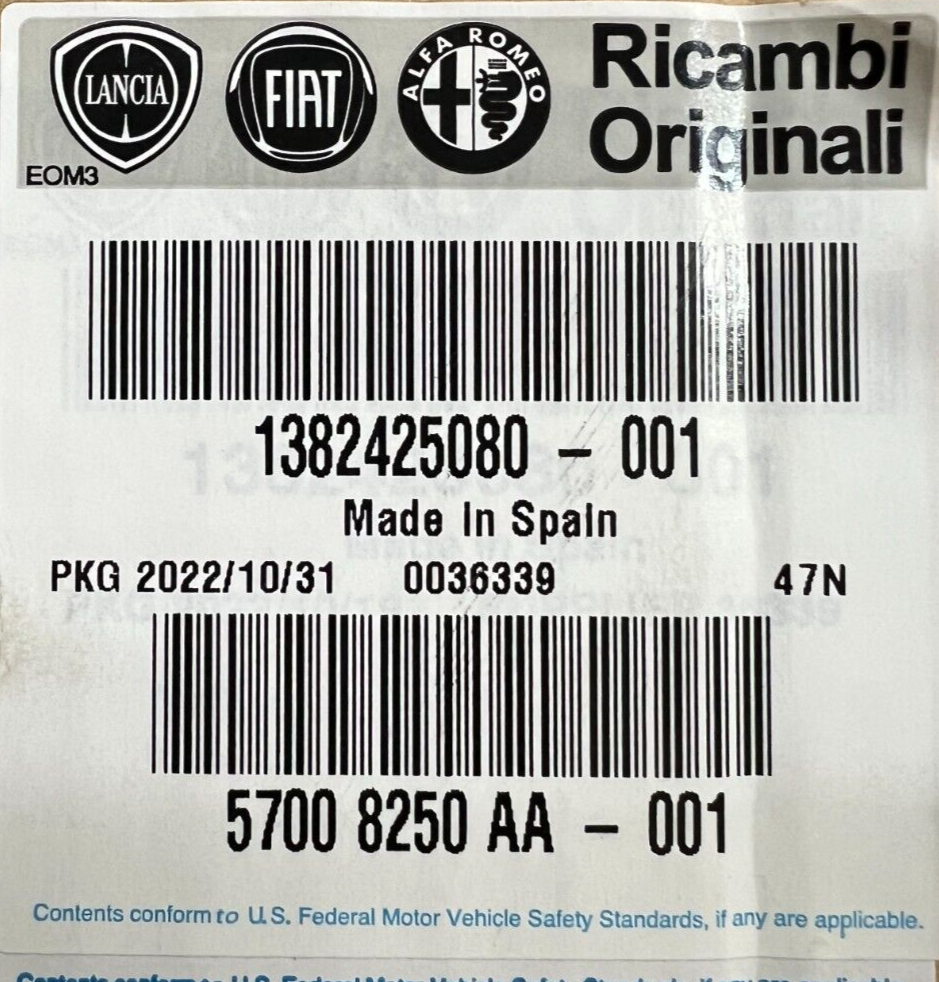 LANCIA FIAT ALFA ROMEO Ricambi
Originali
EOM3
1382425080 - 001
Made In Spain
PKG 2022/10/31 0036339 47N
5700 8250 AA - 001
Contents conform to U.S. Federal Motor Vehicle Safety Standards, if any are applicable.